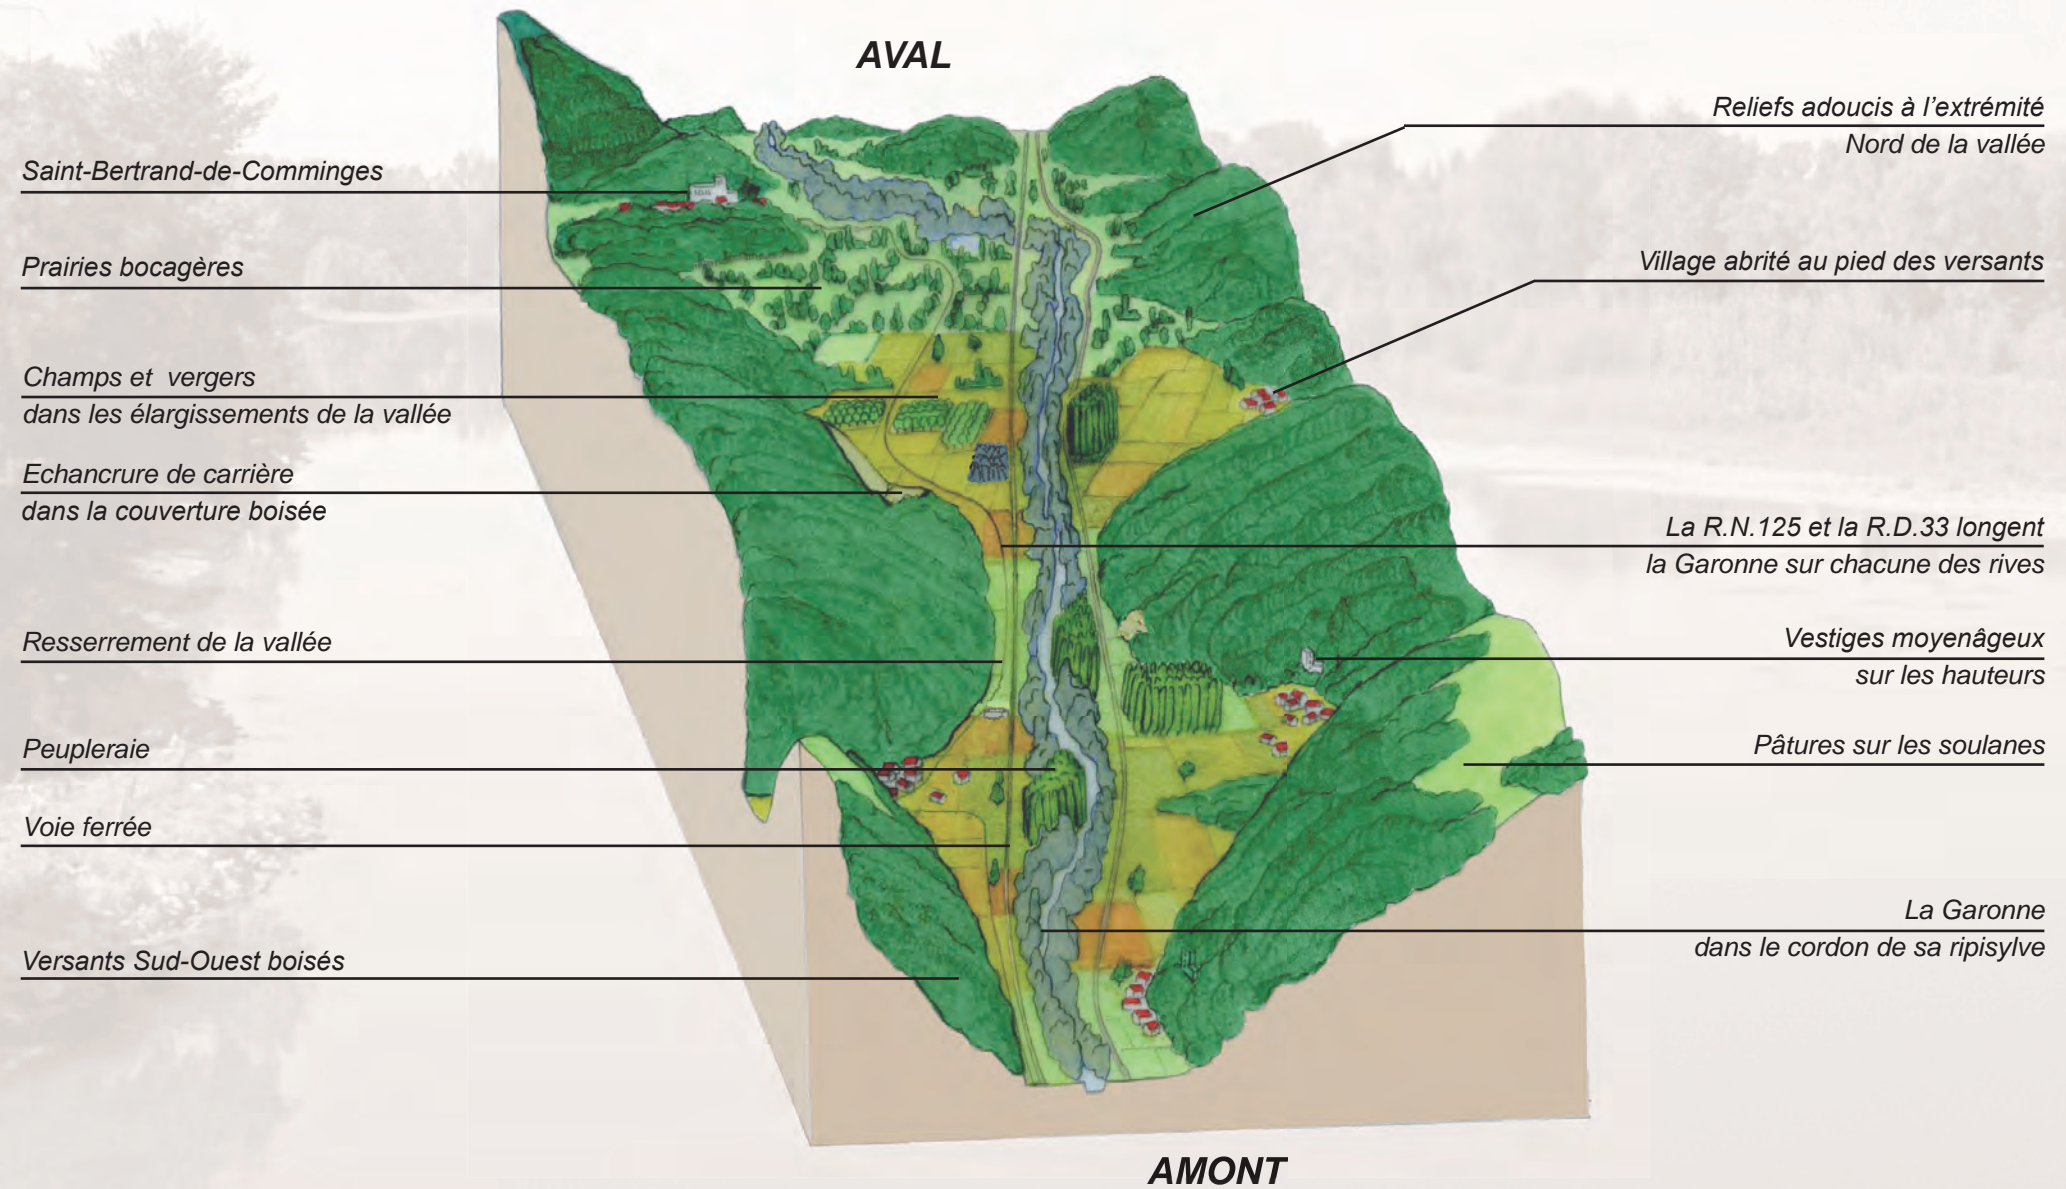 AVAL
Saint-Bertrand-de-Comminges
Prairies bocagères
Champs et vergers
dans les élargissements de la vallée
Echancrure de carrière
dans la couverture boisée
Resserrement de la vallée
Peupleraie
Voie ferrée
Versants Sud-Ouest boisés
Reliefs adoucis à l'extrémité
Nord de la vallée
Village abrité au pied des versants
La R.N.125 et la R.D.33 longent
la Garonne sur chacune des rives
Vestiges moyenâgeux
sur les hauteurs
Pâtures sur les soulanes
La Garonne
dans le cordon de sa ripisylve
AMONT